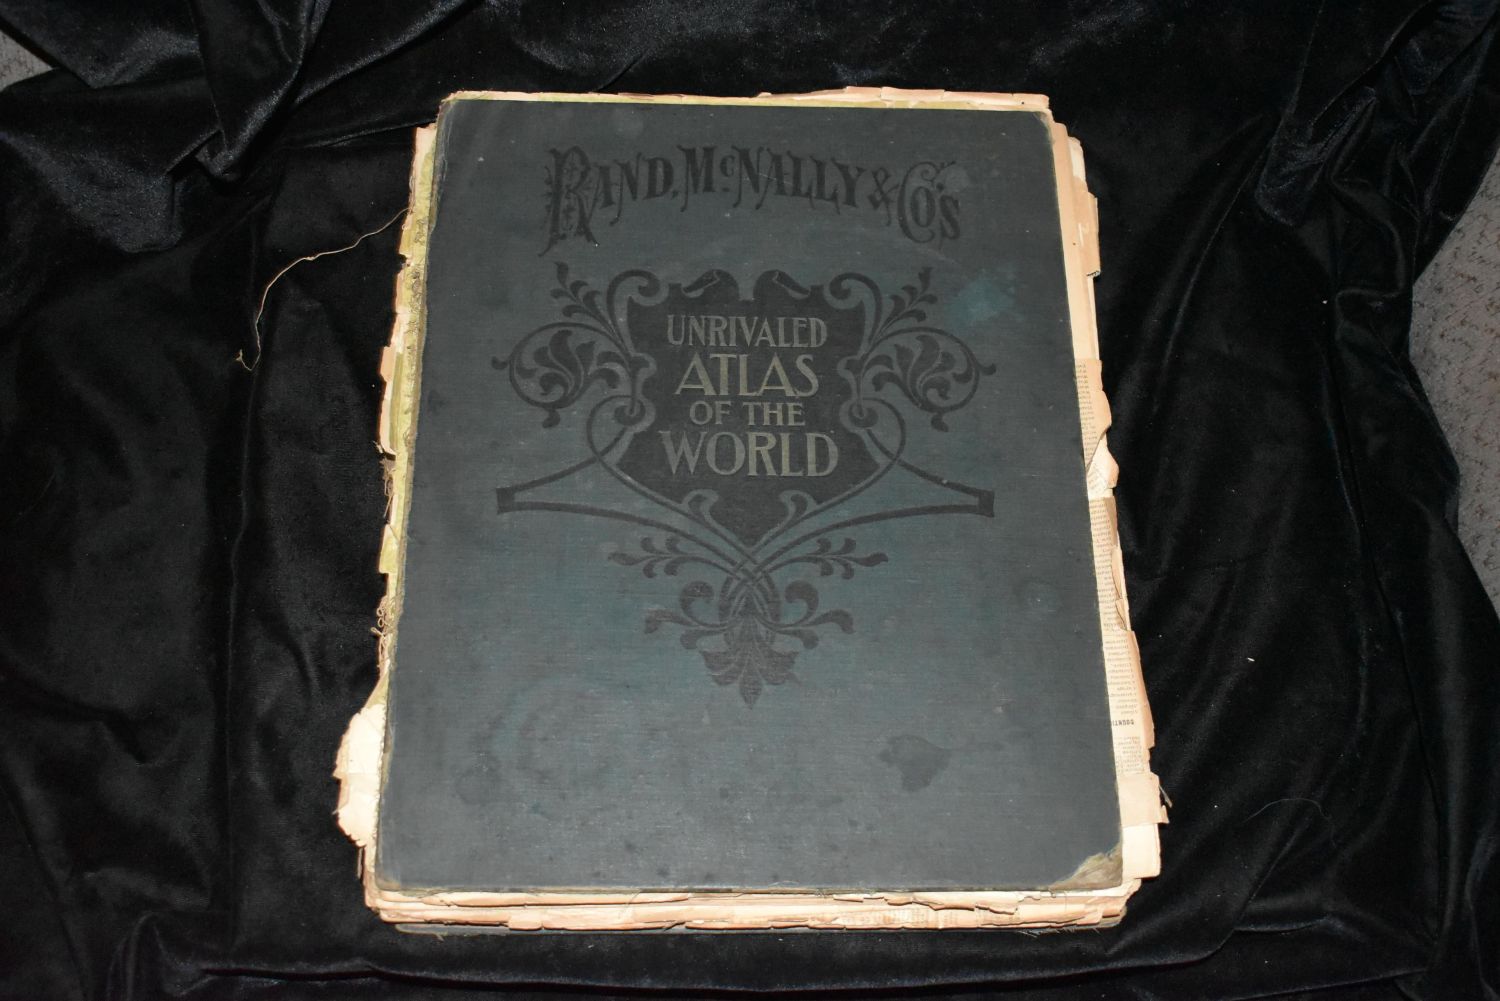 RAND, McNALLY & Co's
UNRIVALED
ATLAS
OF THE
WORLD